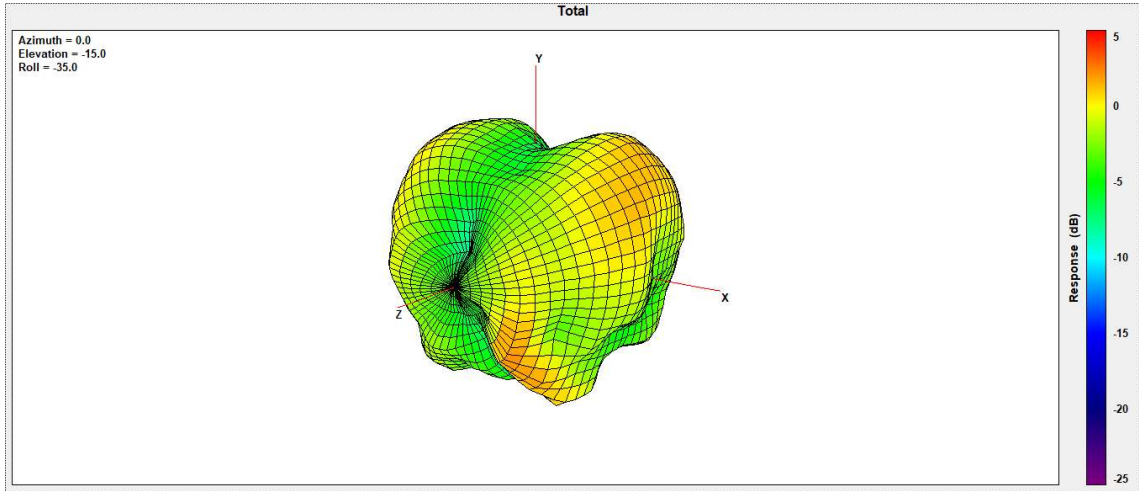 Total
Azimuth = 0.0
Elevation = -15.0
Roll = -35.0
Y
X
Z
5
0
-5
-10
-15
-20
-25
Response (dB)